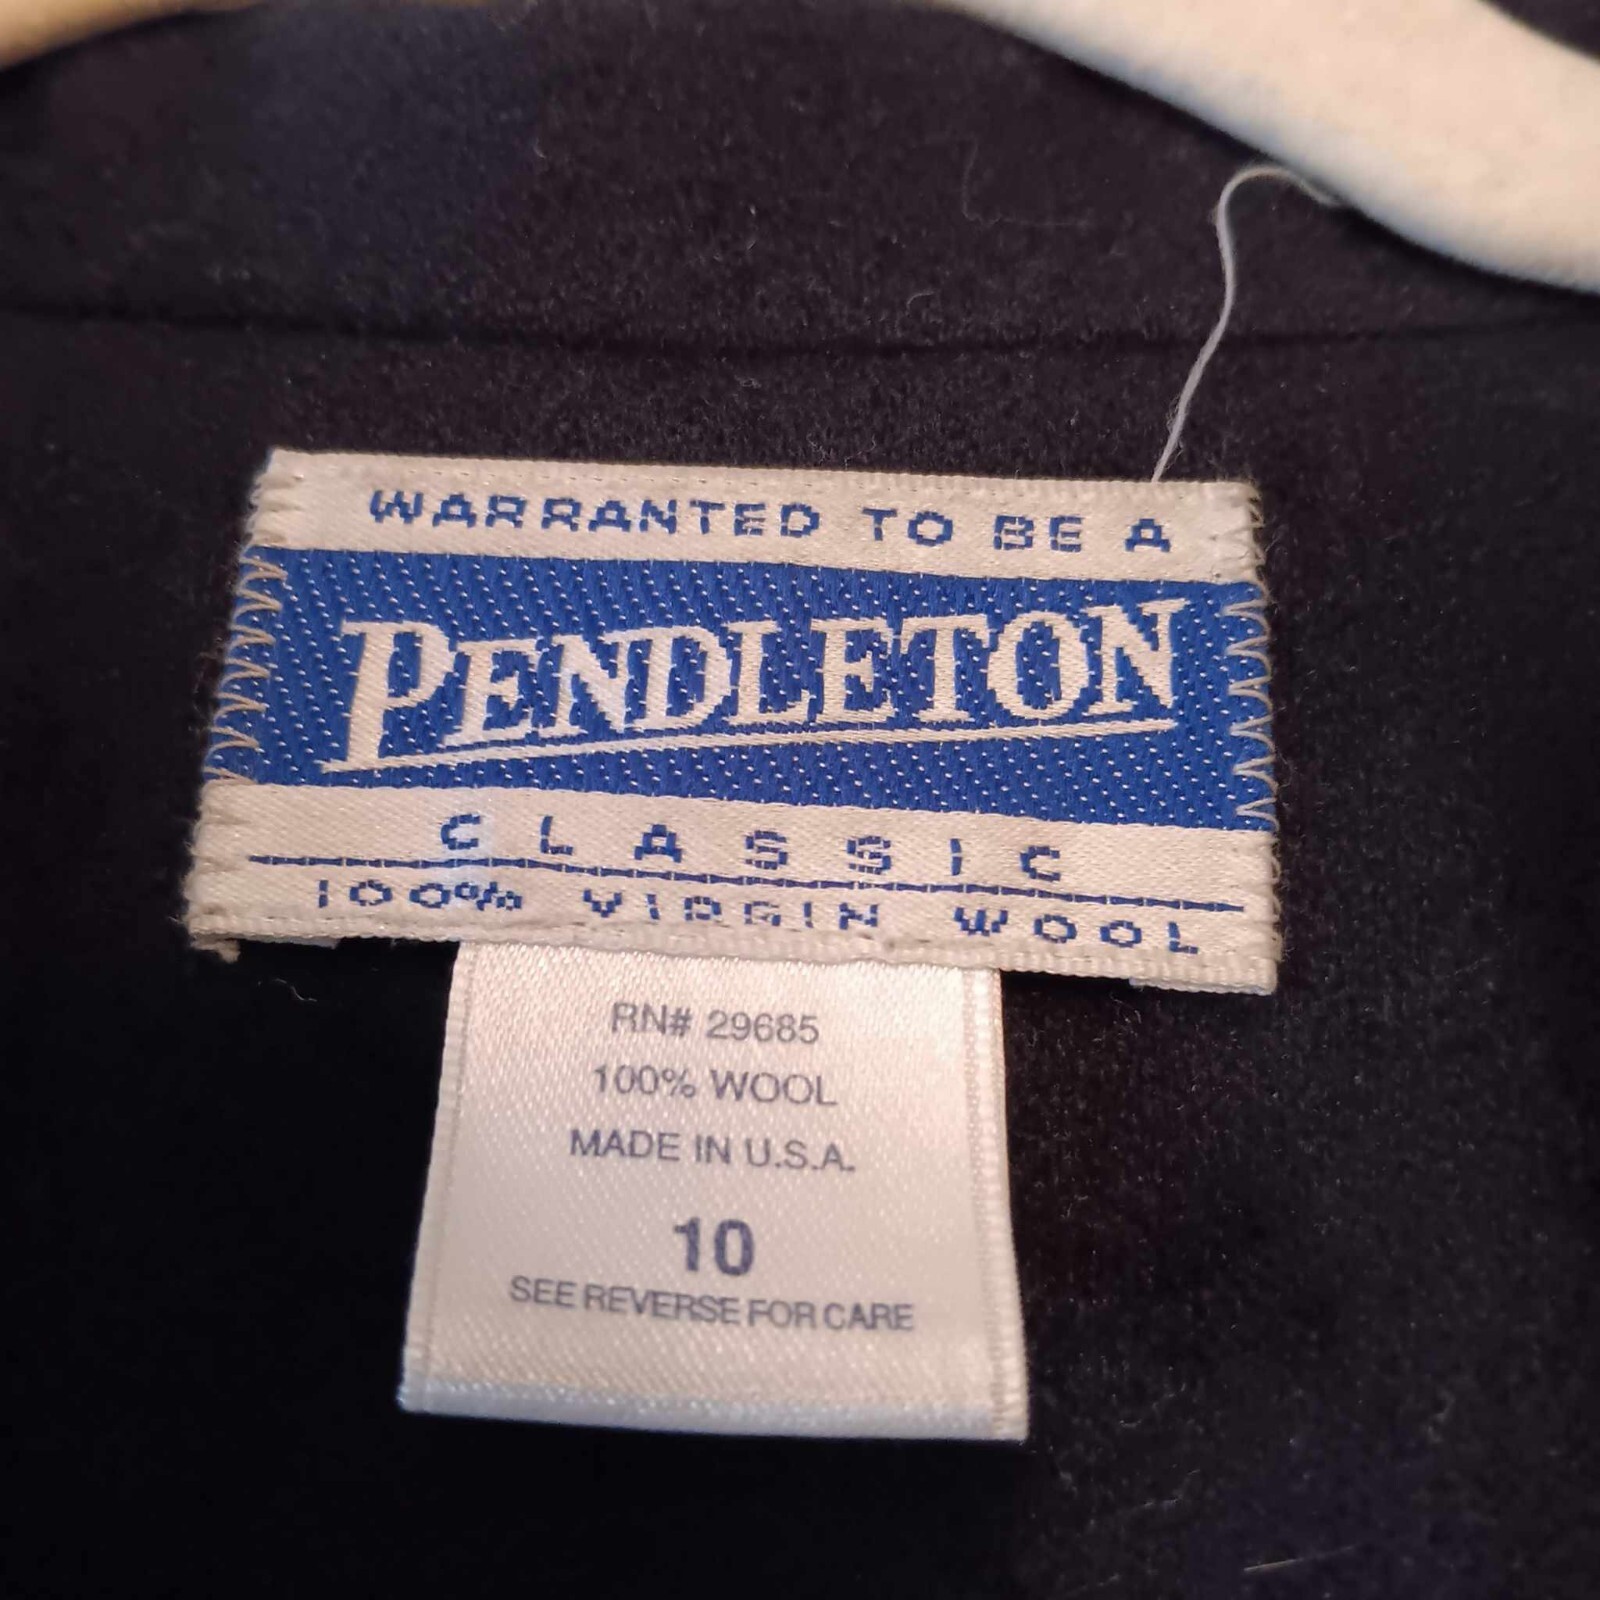 WARRANTED TO BE A
PENDLETON
CLASSIC
100% VIRGIN WOOL
RN# 29685
100% WOOL
MADE IN U.S.A.
10
SEE REVERSE FOR CARE